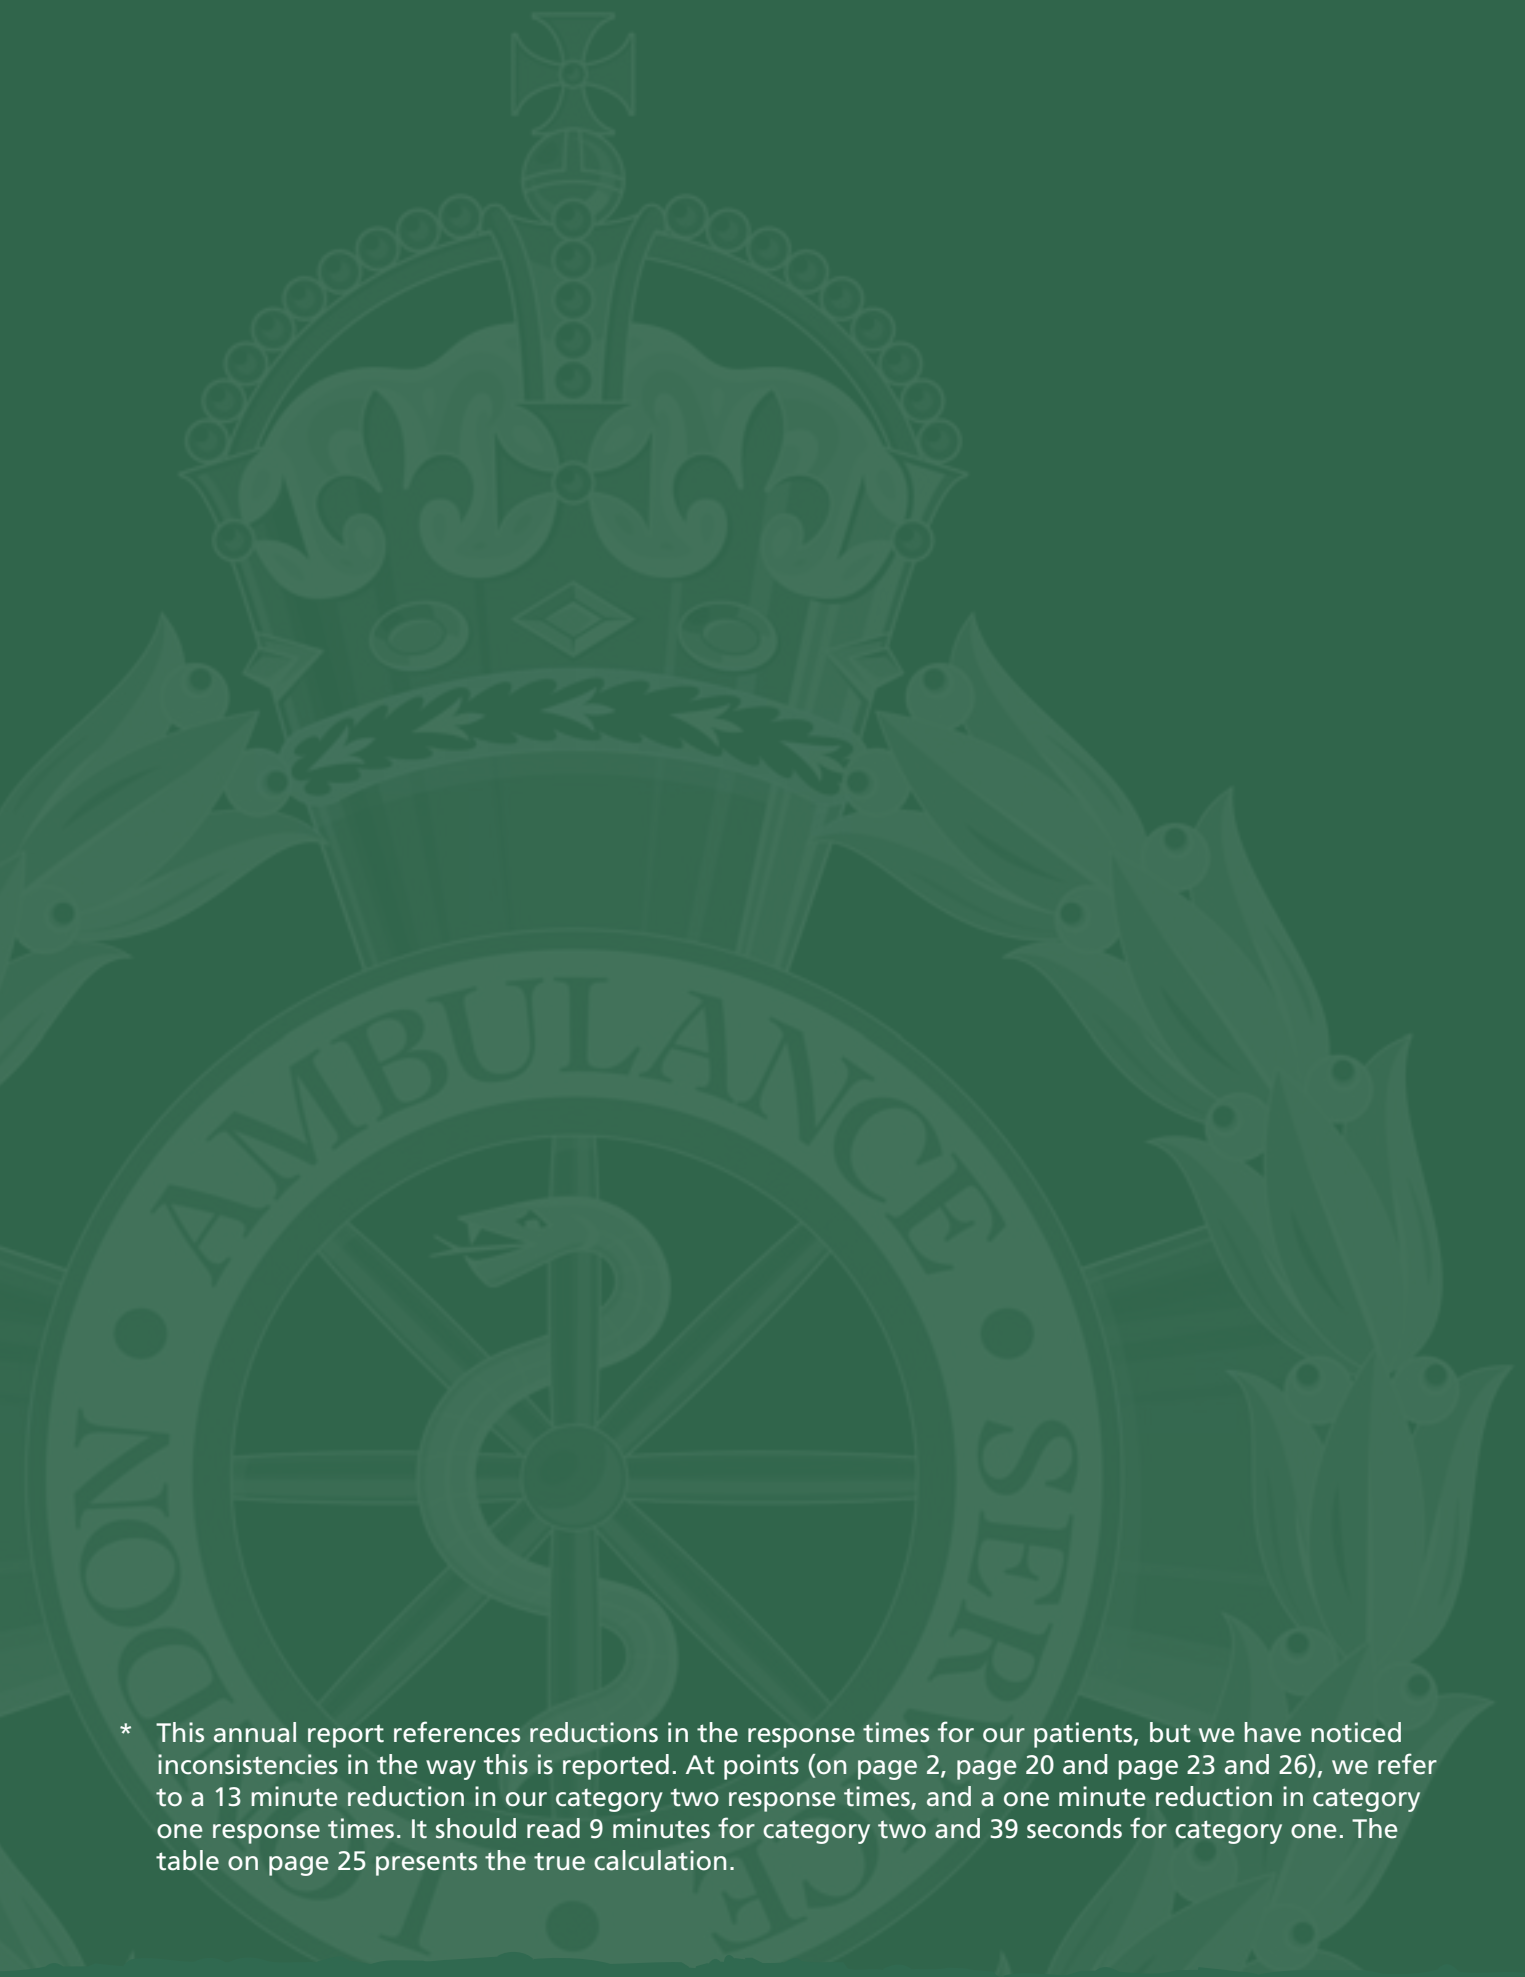 AMBULANCE
LONDON
SERVICE
* This annual report references reductions in the response times for our patients, but we have noticed
inconsistencies in the way this is reported. At points (on page 2, page 20 and page 23 and 26), we refer
to a 13 minute reduction in our category two response times, and a one minute reduction in category
one response times. It should read 9 minutes for category two and 39 seconds for category one. The
table on page 25 presents the true calculation.